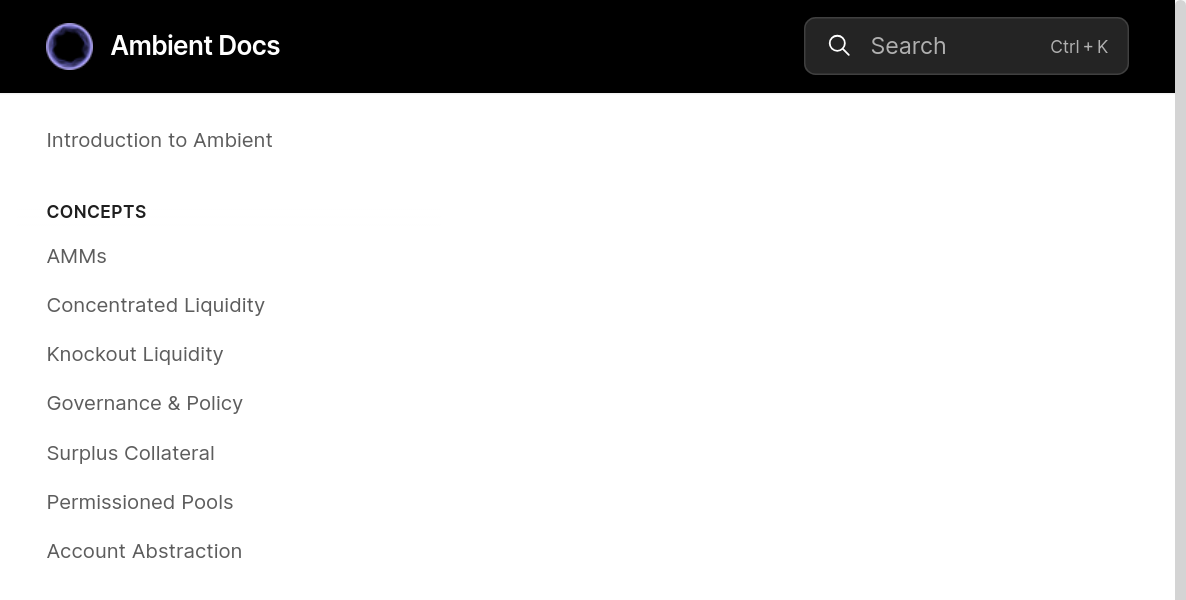 Ambient Docs
Search Ctrl + K
Introduction to Ambient
CONCEPTS
AMMs
Concentrated Liquidity
Knockout Liquidity
Governance & Policy
Surplus Collateral
Permissioned Pools
Account Abstraction